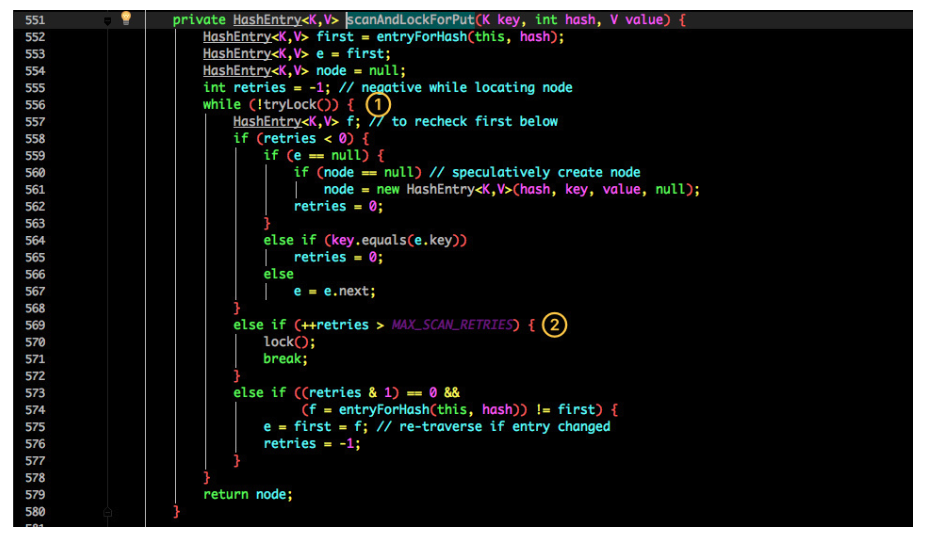 551 private HashEntry<K,V> scanAndLockForPut(K key, int hash, V value) {
552 HashEntry<K,V> first = entryForHash(this, hash);
553 HashEntry<K,V> e = first;
554 HashEntry<K,V> node = null;
555 int retries = -1; // negative while locating node
556 while (!tryLock()) { 1
557 HashEntry<K,V> f; // to recheck first below
558 if (retries < 0) {
559 if (e == null) {
560 if (node == null) // speculatively create node
561 node = new HashEntry<K,V>(hash, key, value, null);
562 retries = 0;
563 }
564 else if (key.equals(e.key))
565 retries = 0;
566 else
567 e = e.next;
568 }
569 else if (++retries > MAX_SCAN_RETRIES) { 2
570 lock();
571 break;
572 }
573 else if ((retries & 1) == 0 &&
574 (f = entryForHash(this, hash)) != first) {
575 e = first = f; // re-traverse if entry changed
576 retries = -1;
577 }
578 }
579 return node;
580 }